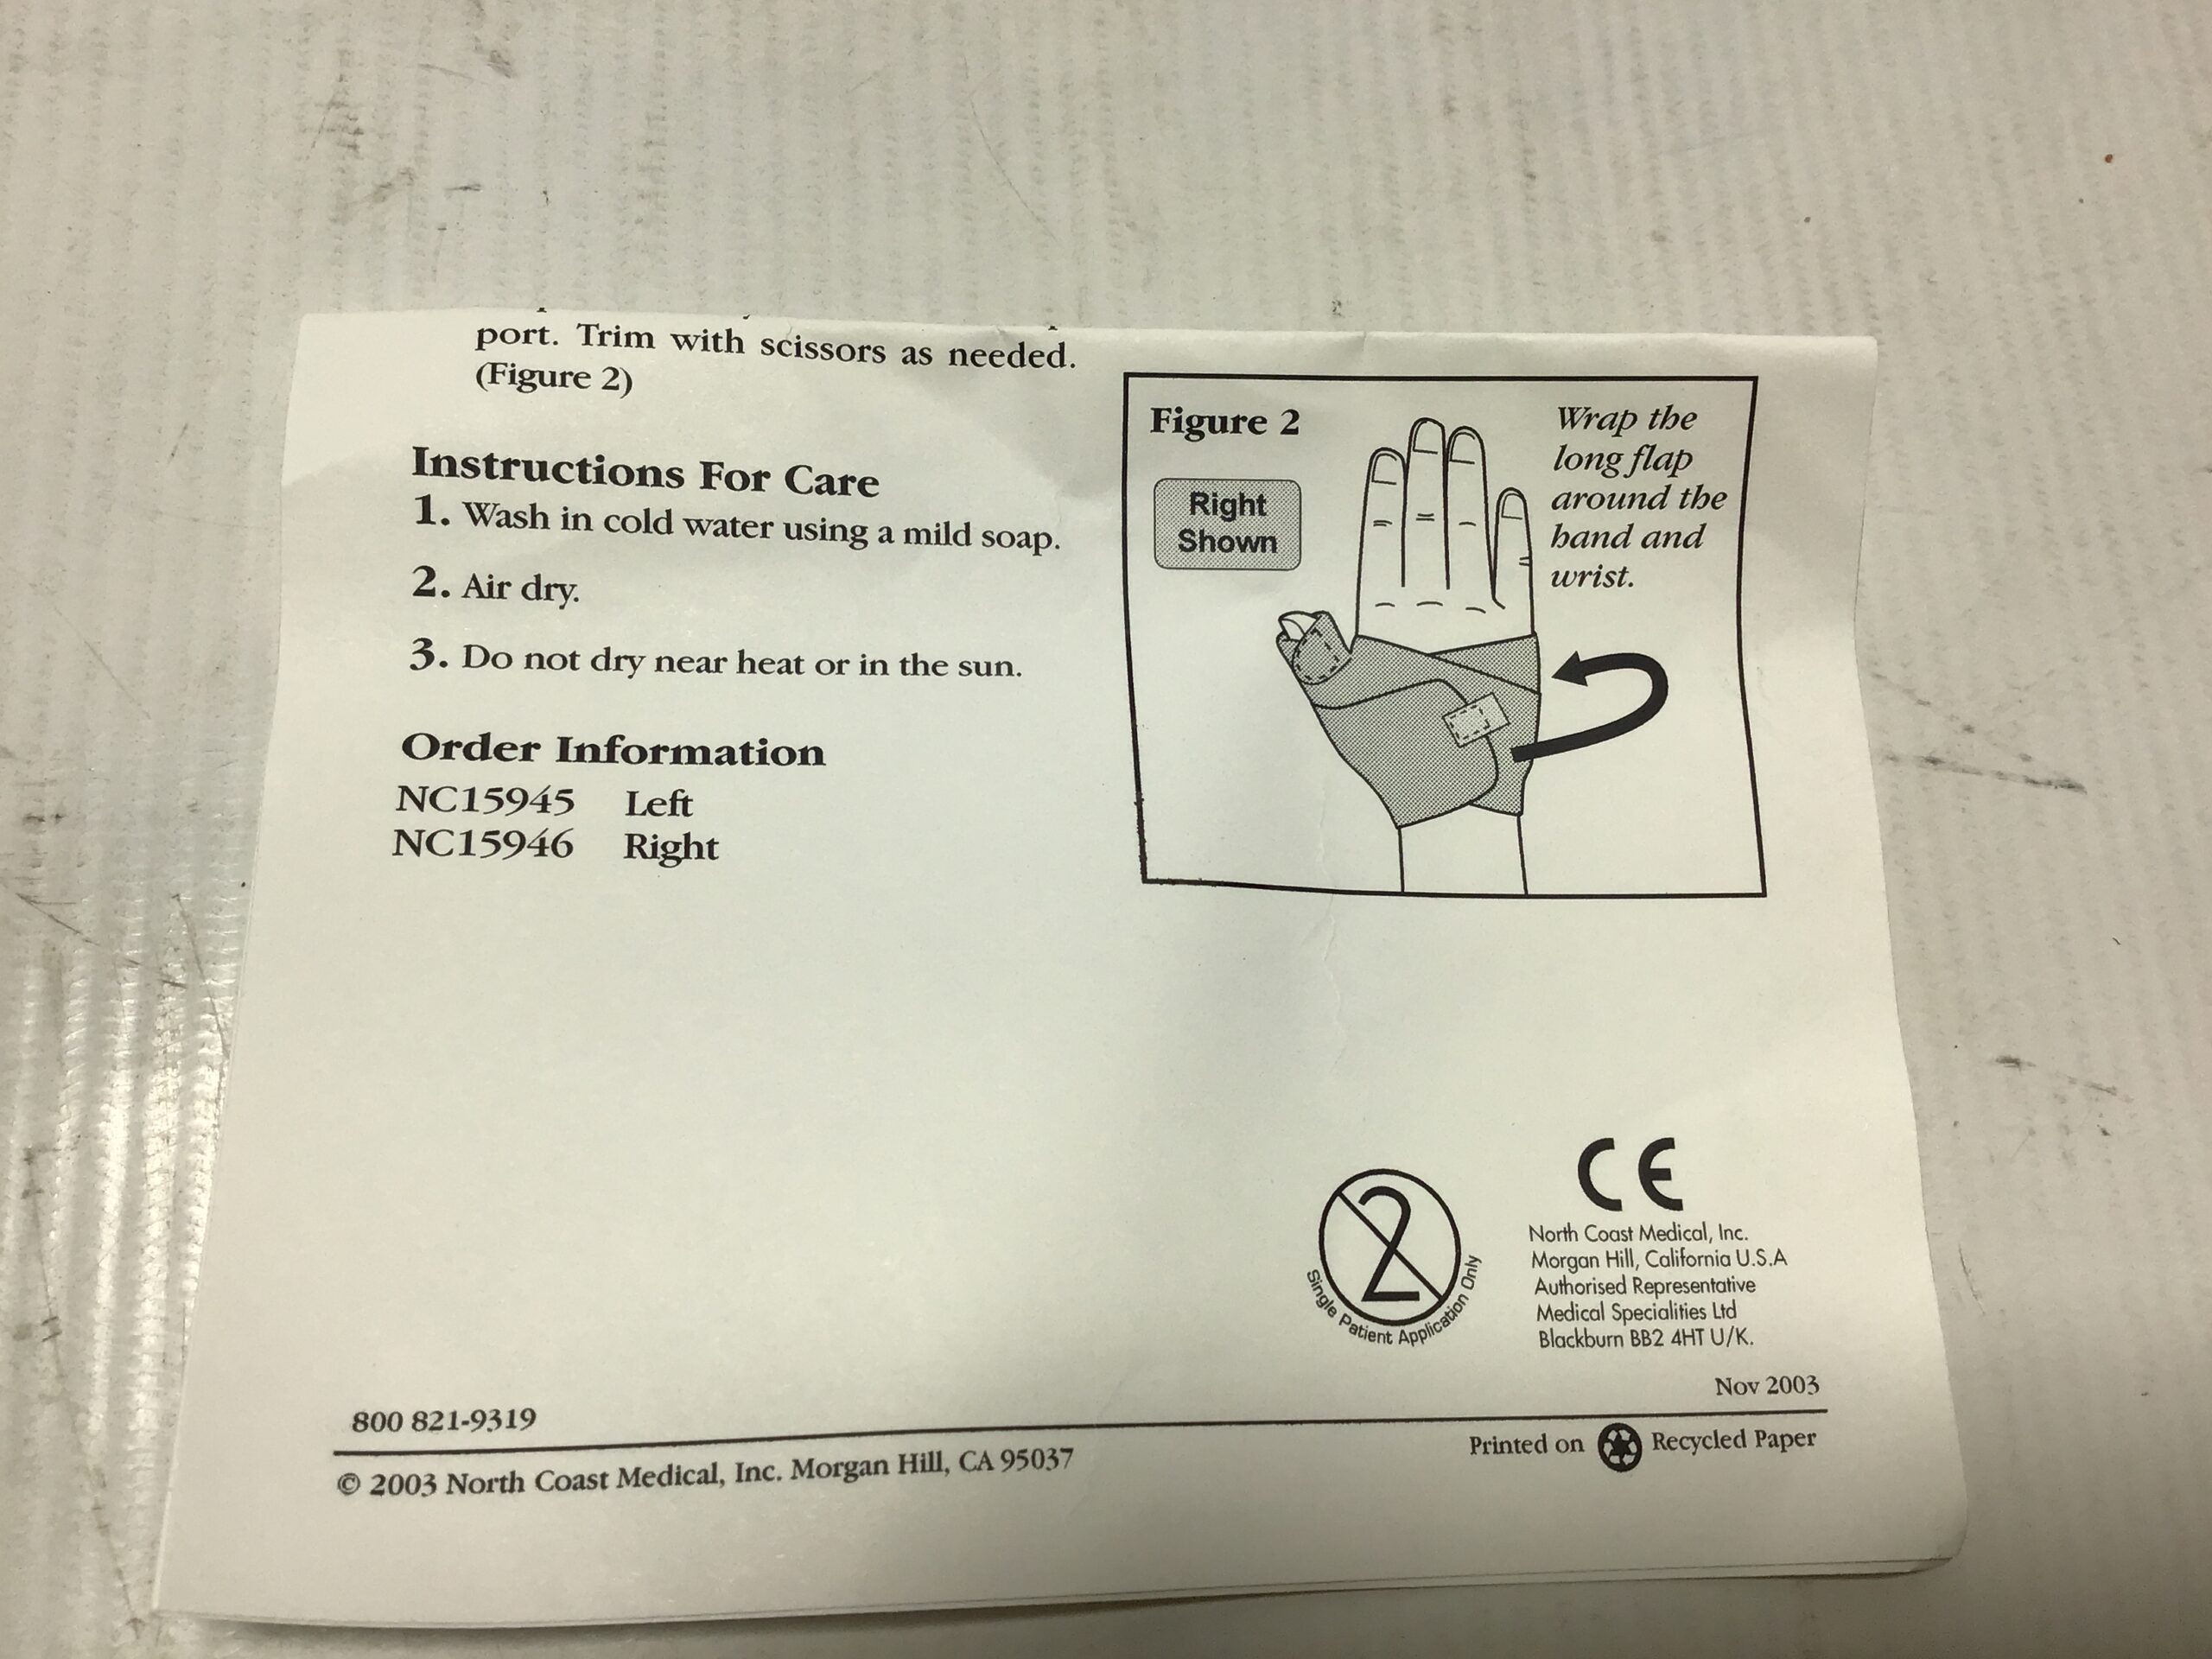 port. Trim with scissors as needed.
(Figure 2)
Instructions For Care
1. Wash in cold water using a mild soap.
2. Air dry.
3. Do not dry near heat or in the sun.
Order Information
NC15945 Left
NC15946 Right
Figure 2
Right
Shown
Wrap the
long flap
around the
hand and
wrist.
2
Single Patient Application Only
CE
North Coast Medical, Inc.
Morgan Hill, California U.S.A
Authorised Representative
Medical Specialities Ltd
Blackburn BB2 4HT U/K.
Nov 2003
800 821-9319
© 2003 North Coast Medical, Inc. Morgan Hill, CA 95037
Printed on Recycled Paper